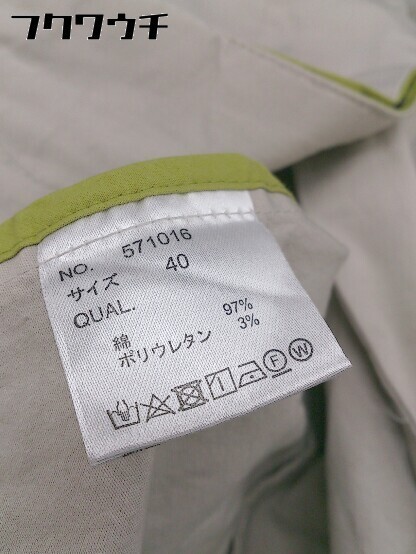 フクワウチ
NO. 571016
サイズ 40
QUAL.
綿 97%
ポリウレタン 3%
F W